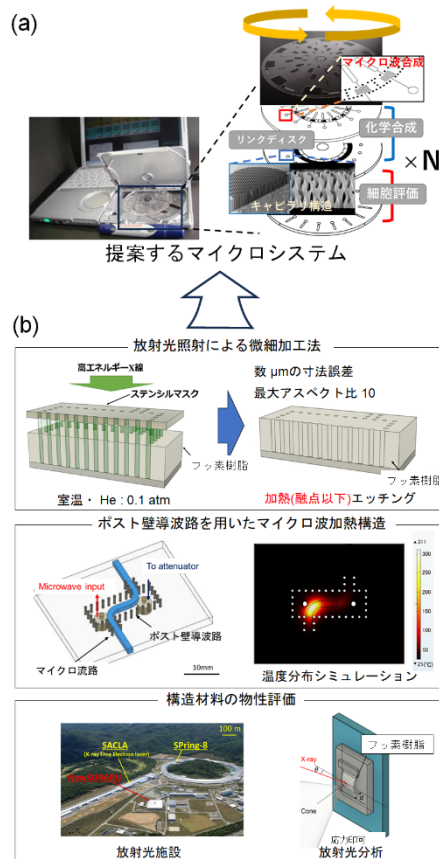 (a)
マイクロ波合成
化学合成
リンクディスク
×N
キャピラリ構造
細胞評価
提案するマイクロシステム
(b)
放射光照射による微細加工法
高エネルギーX線
ステンシルマスク
フッ素樹脂
室温・ He : 0.1 atm
数 μmの寸法誤差
最大アスペクト比 10
フッ素樹脂
加熱(融点以下)エッチング
ポスト壁導波路を用いたマイクロ波加熱構造
To attenuator
Microwave input
ポスト壁導波路
マイクロ流路
10mm
▲311
300
250
200
150
100
50
▼25(℃)
温度分布シミュレーション
構造材料の物性評価
100 m
SACLA
(X-ray Free Electron laser)
SPring-8
NewSUBARU
放射光施設
フッ素樹脂
X-ray
Cone
応力印可
放射光分析